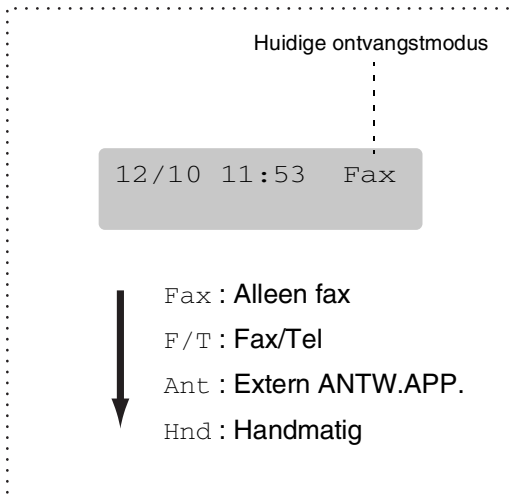 Huidige ontvangstmodus
12/10 11:53 Fax
Fax : Alleen fax
F/T : Fax/Tel
Ant : Extern ANTW.APP.
Hnd : Handmatig